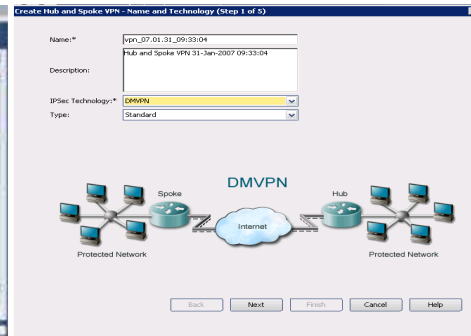 Create Hub and Spoke VPN - Name and Technology (Step 1 of 5)
Name:* vpn_07.01.31_09:33:04
Description: Hub and Spoke VPN 31-Jan-2007 09:33:04
IPSec Technology:* DMVPN
Type: Standard
DMVPN
Spoke
Hub
Internet
Protected Network
Protected Network
Back Next Finish Cancel Help